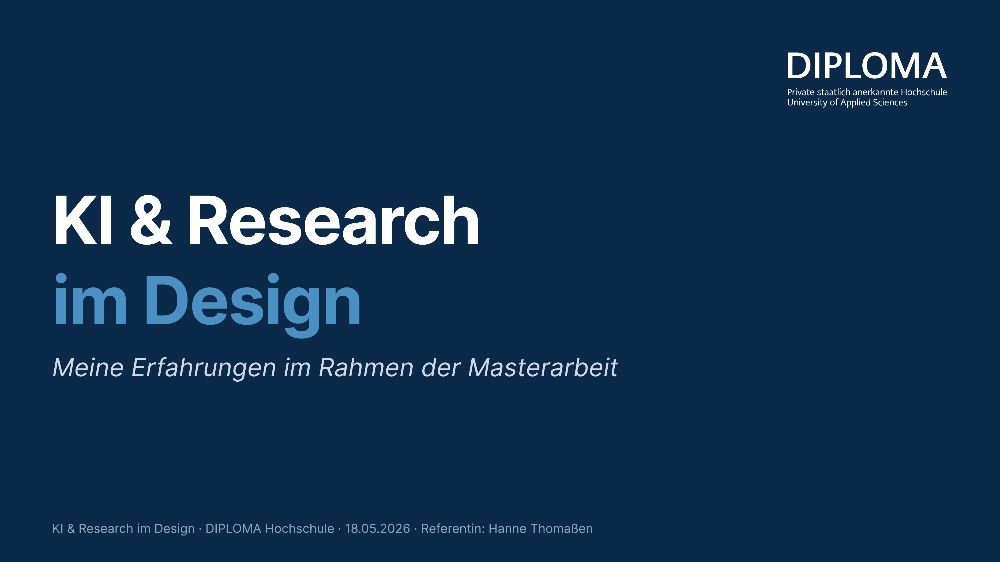 DIPLOMA
Private staatlich anerkannte Hochschule
University of Applied Sciences
KI & Research
im Design
Meine Erfahrungen im Rahmen der Masterarbeit
KI & Research im Design · DIPLOMA Hochschule · 18.05.2026 · Referentin: Hanne Thomaßen